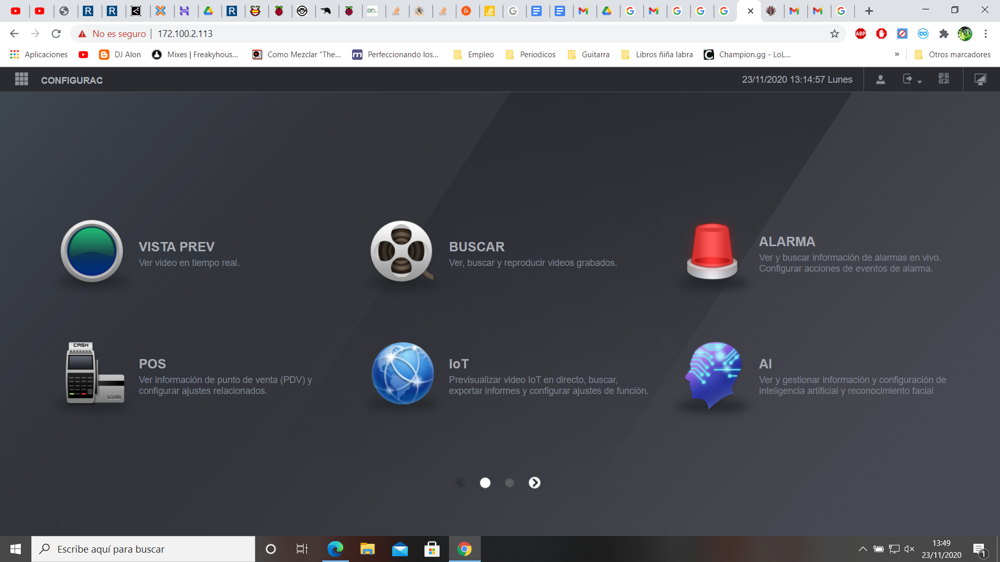 No es seguro
172.100.2.113
Aplicaciones
DJ Alon
Mixes | Freakyhous...
Como Mezclar "The...
Perfeccionando los...
Empleo
Periodicos
Guitarra
Libros ñiña labra
Champion.gg - LoL...
»
Otros marcadores
CONFIGURAC
23/11/2020 13:14:57 Lunes
VISTA PREV
Ver video en tiempo real.
BUSCAR
Ver, buscar y reproducir videos grabados.
ALARMA
Ver y buscar información de alarmas en vivo.
Configurar acciones de eventos de alarma.
CASH
1028
POS
Ver información de punto de venta (PDV) y
configurar ajustes relacionados.
IoT
Previsualizar video IoT en directo, buscar,
exportar informes y configurar ajustes de función.
AI
Ver y gestionar información y configuración de
inteligencia artificial y reconocimiento facial
Escribe aquí para buscar
13:49
23/11/2020
1